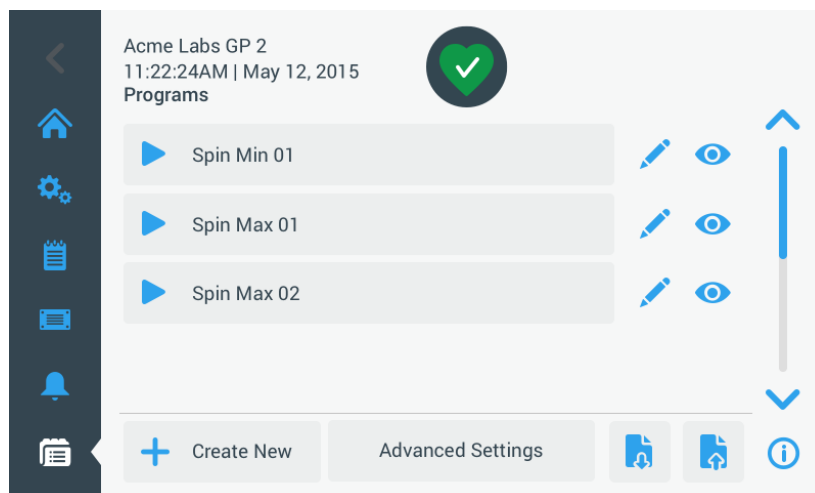 Acme Labs GP 2
11:22:24AM | May 12, 2015
Programs
Spin Min 01
Spin Max 01
Spin Max 02
Create New
Advanced Settings